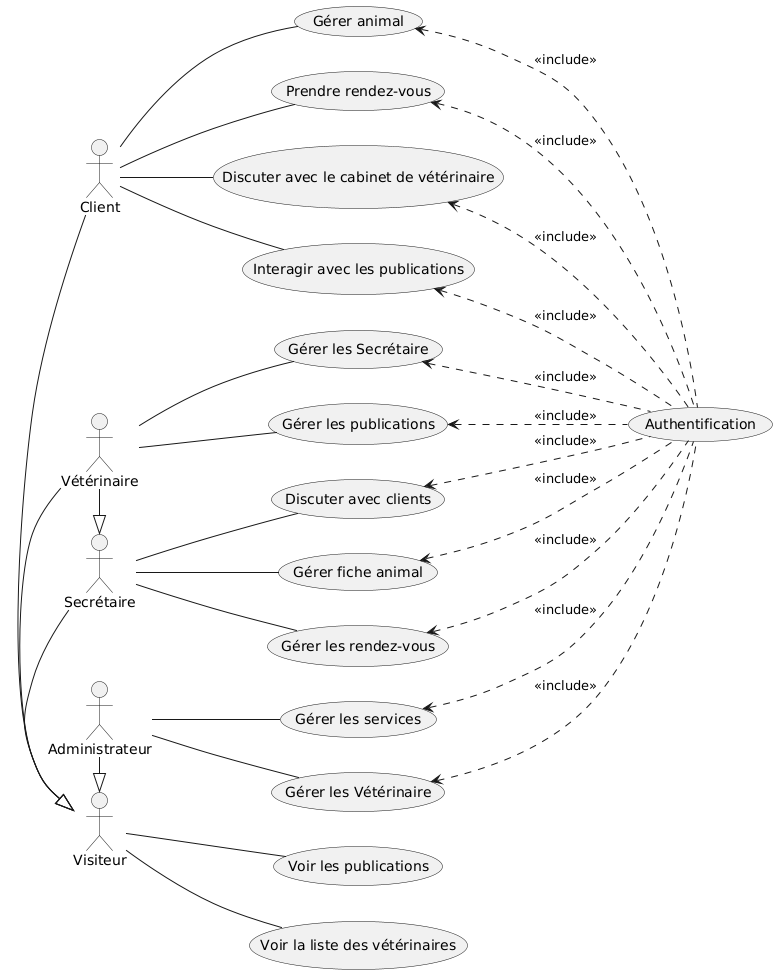 Gérer animal
«include»
Prendre rendez-vous
«include»
Client
Discuter avec le cabinet de vétérinaire
«include»
Interagir avec les publications
«include»
Gérer les Secrétaire
«include»
Vétérinaire
Gérer les publications
«include»
Authentification
«include»
Discuter avec clients
«include»
Secrétaire
Gérer fiche animal
«include»
Gérer les rendez-vous
«include»
Administrateur
Gérer les services
«include»
Gérer les Vétérinaire
Visiteur
Voir les publications
Voir la liste des vétérinaires